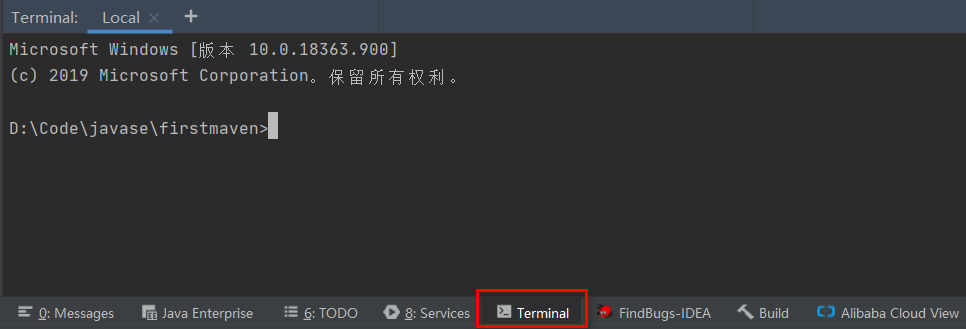 Terminal: Local × +
Microsoft Windows [版本 10.0.18363.900]
(c) 2019 Microsoft Corporation。保留所有权利。
D:\Code\javase\firstmaven>
0: Messages Java Enterprise 6: TODO 8: Services Terminal FindBugs-IDEA Build Alibaba Cloud View